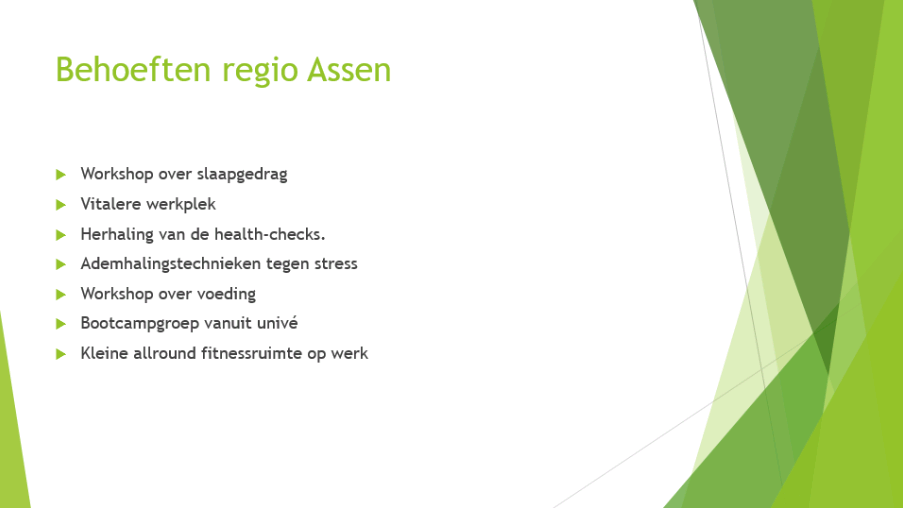 Behoeften regio Assen
Workshop over slaapgedrag
Vitalere werkplek
Herhaling van de health-checks.
Ademhalingstechnieken tegen stress
Workshop over voeding
Bootcampgroep vanuit univé
Kleine allround fitnessruimte op werk